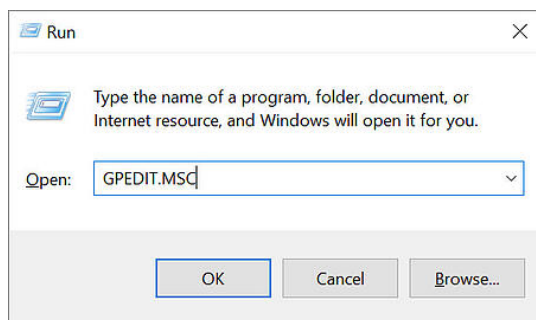 Run
Type the name of a program, folder, document, or
Internet resource, and Windows will open it for you.
Open: GPEDIT.MSC
OK Cancel Browse...